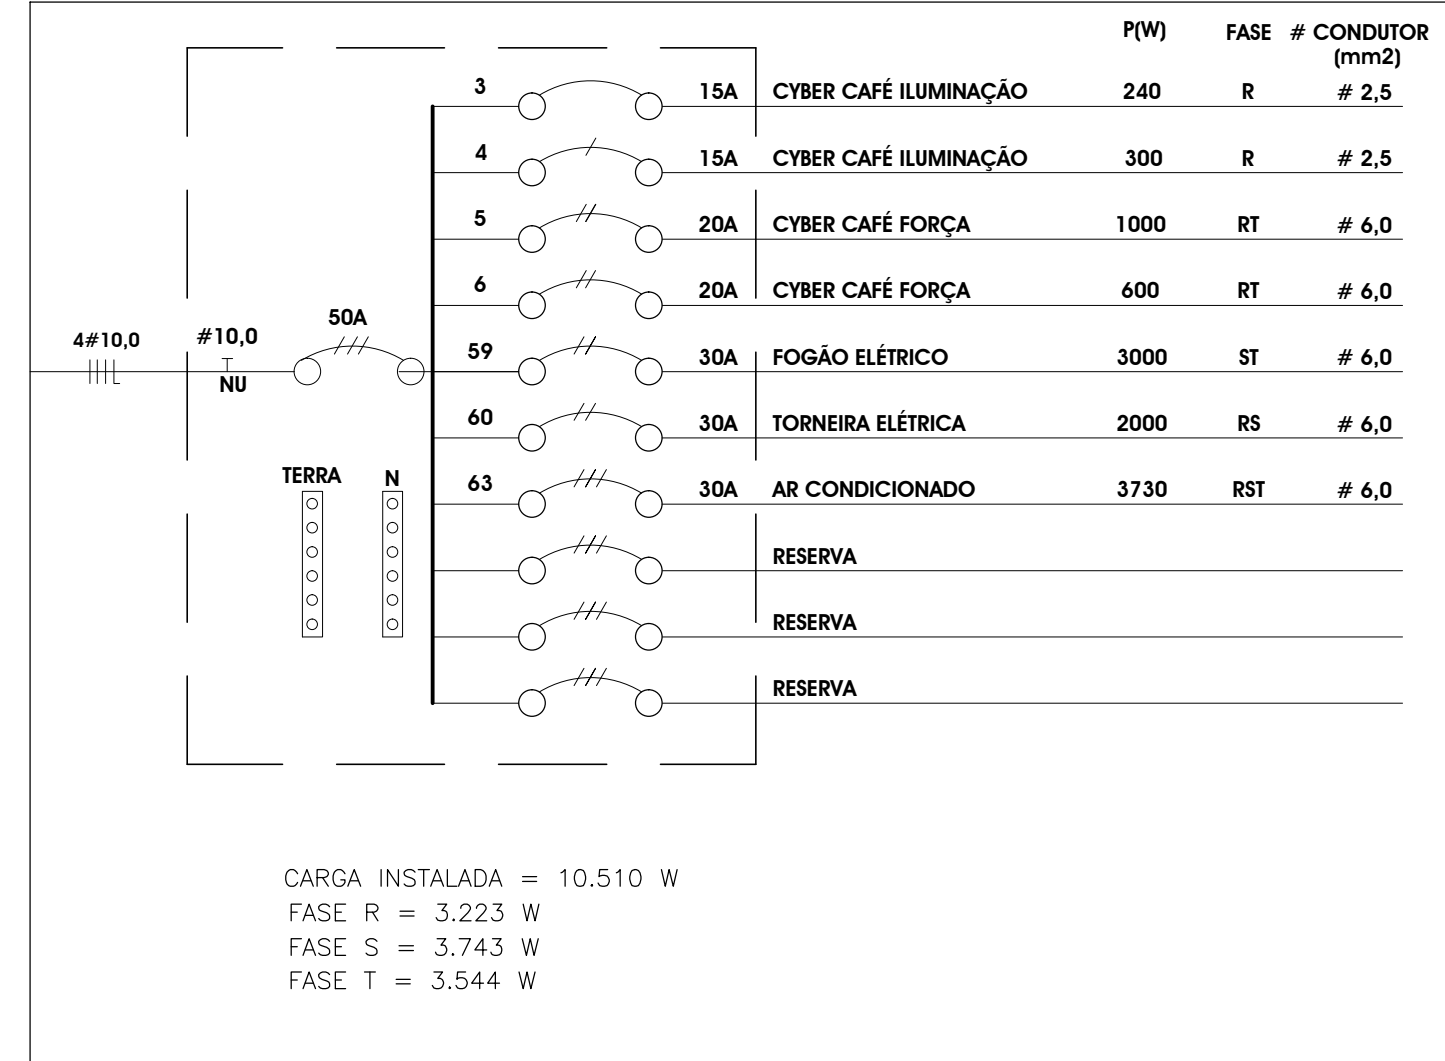 P(W) FASE # CONDUTOR
(mm2)
3 15A CYBER CAFÉ ILUMINAÇÃO 240 R # 2,5
4 15A CYBER CAFÉ ILUMINAÇÃO 300 R # 2,5
5 20A CYBER CAFÉ FORÇA 1000 RT # 6,0
6 20A CYBER CAFÉ FORÇA 600 RT # 6,0
50A
4#10,0 #10,0
NU
59 30A FOGÃO ELÉTRICO 3000 ST # 6,0
60 30A TORNEIRA ELÉTRICA 2000 RS # 6,0
TERRA N
63 30A AR CONDICIONADO 3730 RST # 6,0
RESERVA
RESERVA
RESERVA
CARGA INSTALADA = 10.510 W
FASE R = 3.223 W
FASE S = 3.743 W
FASE T = 3.544 W